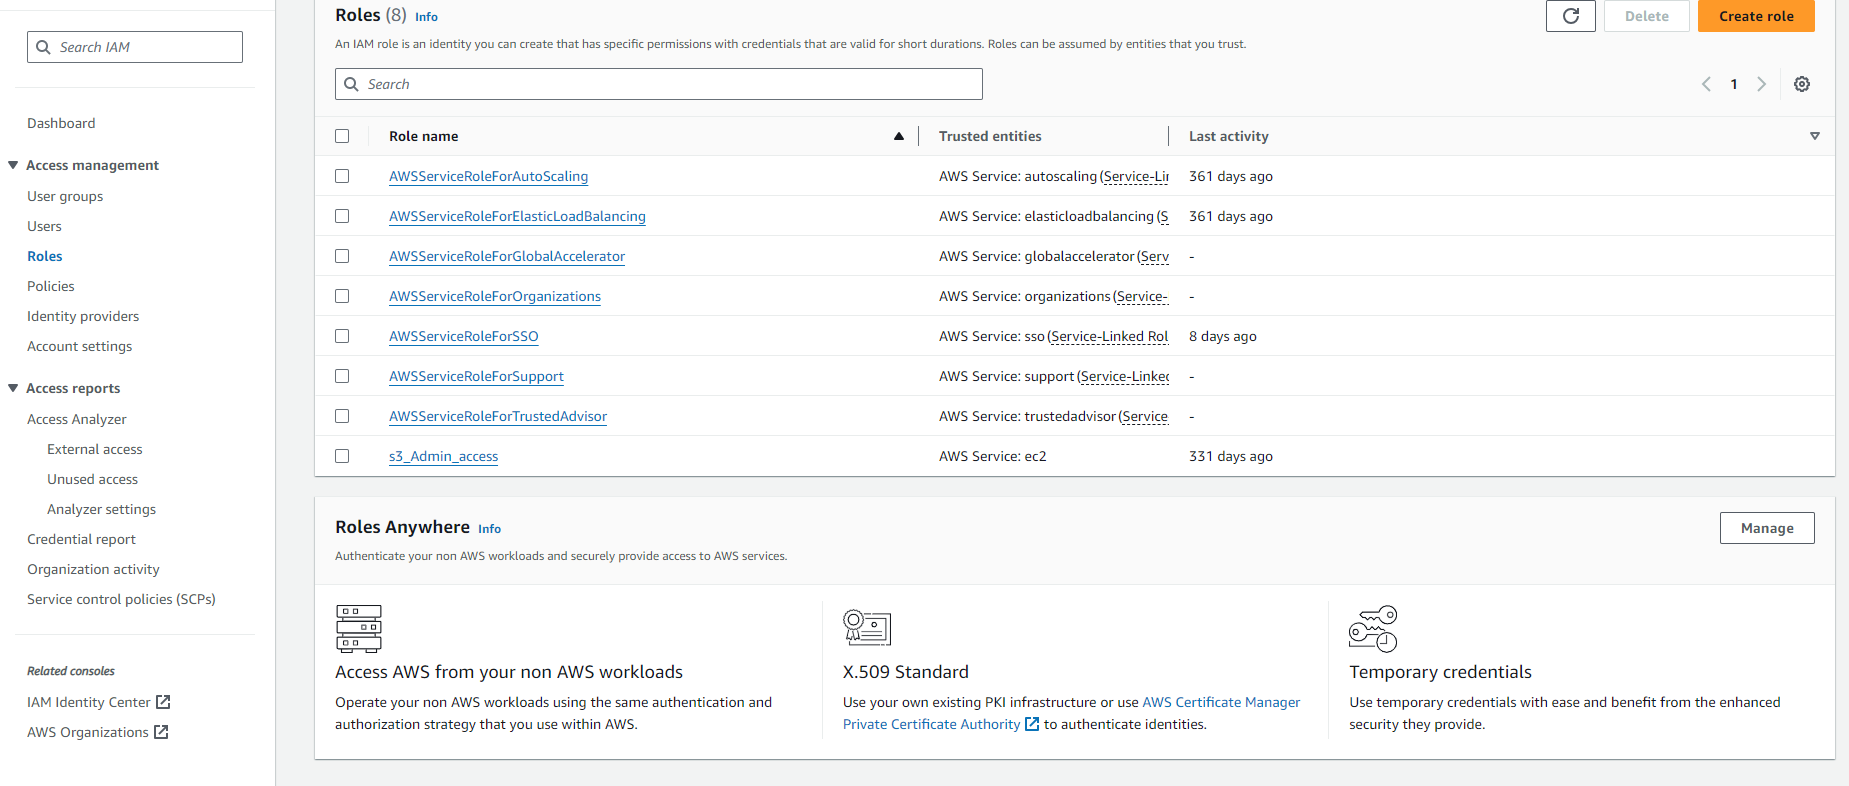 Search IAM
Dashboard
Access management
User groups
Users
Roles
Policies
Identity providers
Account settings
Access reports
Access Analyzer
External access
Unused access
Analyzer settings
Credential report
Organization activity
Service control policies (SCPs)
Related consoles
IAM Identity Center
AWS Organizations
Roles (8) Info
Delete
Create role
An IAM role is an identity you can create that has specific permissions with credentials that are valid for short durations. Roles can be assumed by entities that you trust.
Search
1
Role name Trusted entities Last activity
AWSServiceRoleForAutoScaling AWS Service: autoscaling (Service-Lin 361 days ago
AWSServiceRoleForElasticLoadBalancing AWS Service: elasticloadbalancing (S 361 days ago
AWSServiceRoleForGlobalAccelerator AWS Service: globalaccelerator (Serv -
AWSServiceRoleForOrganizations AWS Service: organizations (Service- -
AWSServiceRoleForSSO AWS Service: sso (Service-Linked Rol 8 days ago
AWSServiceRoleForSupport AWS Service: support (Service-Linked -
AWSServiceRoleForTrustedAdvisor AWS Service: trustedadvisor (Service -
s3_Admin_access AWS Service: ec2 331 days ago
Roles Anywhere Info
Manage
Authenticate your non AWS workloads and securely provide access to AWS services.
Access AWS from your non AWS workloads
Operate your non AWS workloads using the same authentication and
authorization strategy that you use within AWS.
X.509 Standard
Use your own existing PKI infrastructure or use AWS Certificate Manager
Private Certificate Authority to authenticate identities.
Temporary credentials
Use temporary credentials with ease and benefit from the enhanced
security they provide.